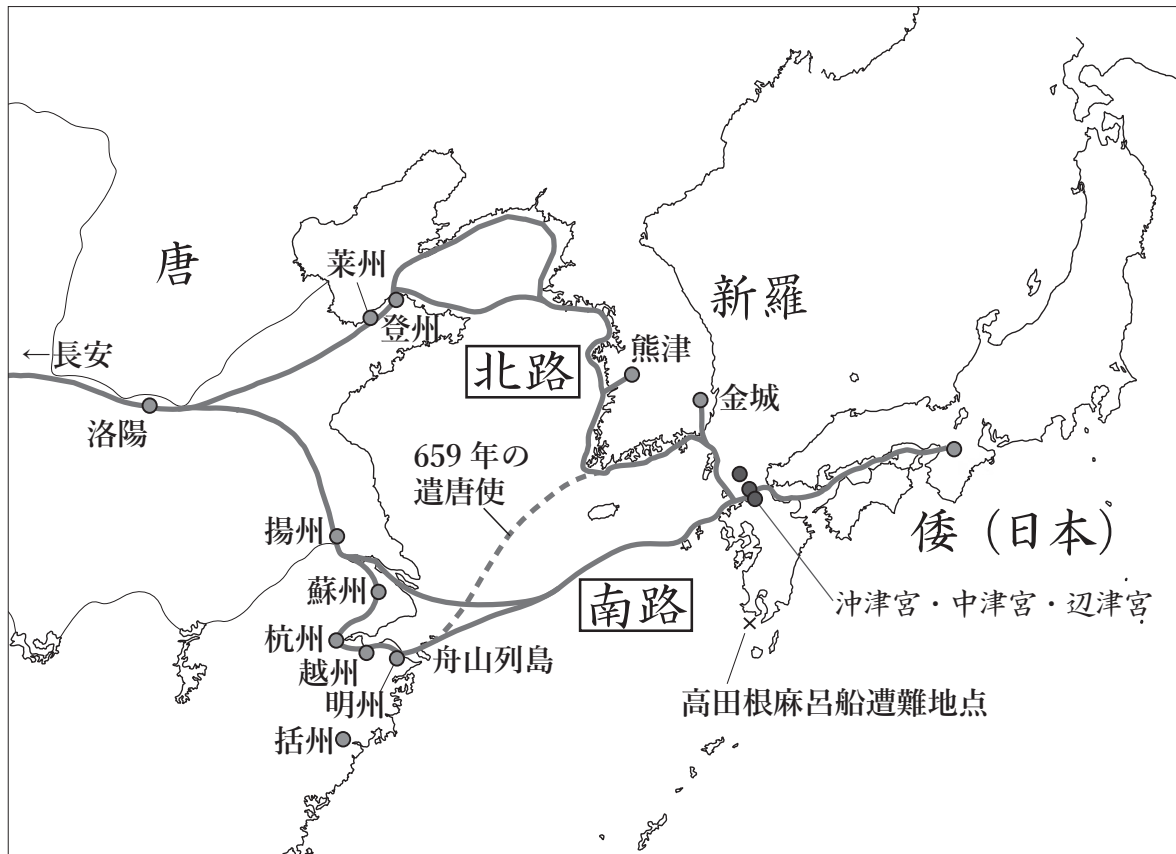 唐
莱州
登州
←長安
洛陽
北路
新羅
熊津
金城
659 年の
遣唐使
揚州
蘇州
杭州
越州
明州
舟山列島
括州
南路
倭（日本）
沖津宮・中津宮・辺津宮
高田根麻呂船遭難地点